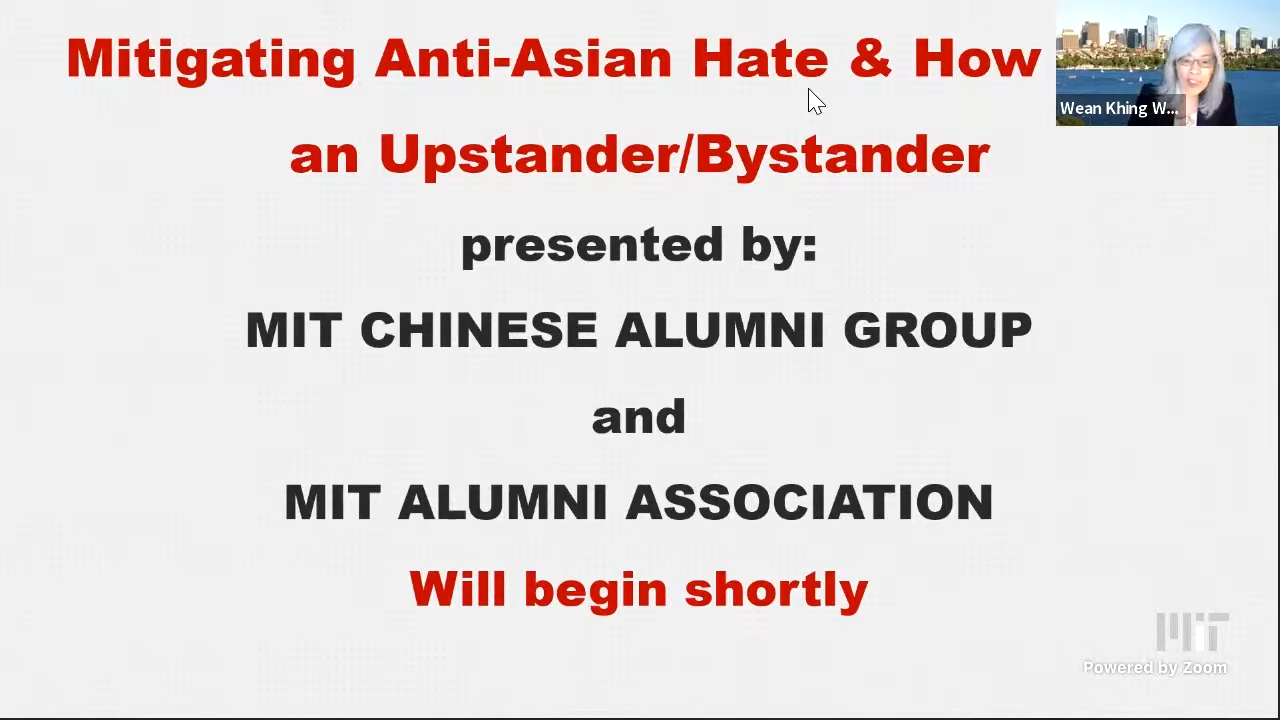 Mitigating Anti-Asian Hate & How
an Upstander/Bystander
presented by:
MIT CHINESE ALUMNI GROUP
and
MIT ALUMNI ASSOCIATION
Will begin shortly
Wean Khing W...
MIT
Powered by Zoom